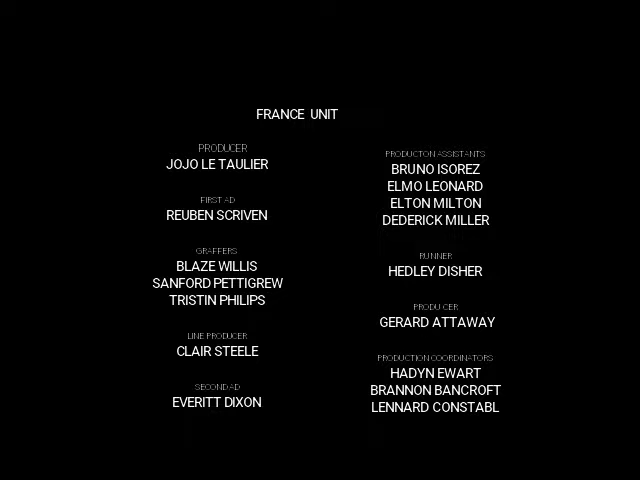 FRANCE UNIT
PRODUCER
JOJO LE TAULIER
FIRST AD
REUBEN SCRIVEN
GRAFFERS
BLAZE WILLIS
SANFORD PETTIGREW
TRISTIN PHILIPS
LINE PRODUCER
CLAIR STEELE
SECOND AD
EVERITT DIXON
PRODUCTON ASSISTANTS
BRUNO ISOREZ
ELMO LEONARD
ELTON MILTON
DEDERICK MILLER
RUNNER
HEDLEY DISHER
PRODUCER
GERARD ATTAWAY
PRODUCTION COORDINATORS
HADYN EWART
BRANNON BANCROFT
LENNARD CONSTABL